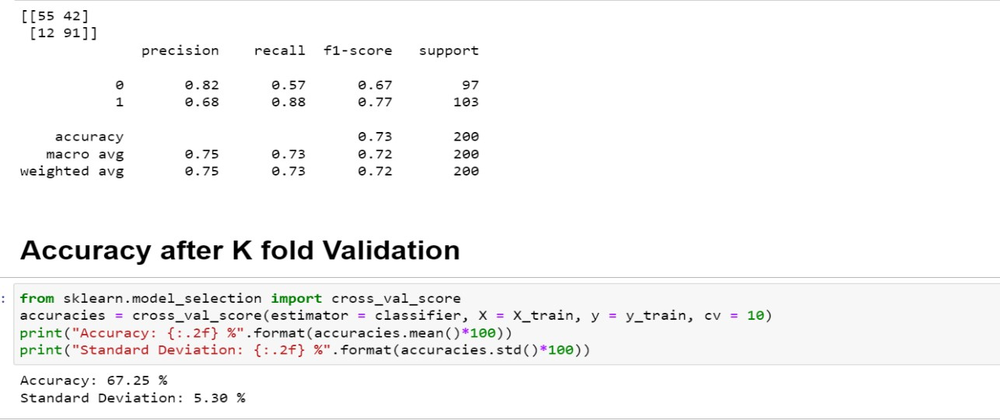 [[55 42]
[12 91]]
precision recall f1-score support
0 0.82 0.57 0.67 97
1 0.68 0.88 0.77 103
accuracy 0.73 200
macro avg 0.75 0.73 0.72 200
weighted avg 0.75 0.73 0.72 200
Accuracy after K fold Validation
: from sklearn.model_selection import cross_val_score
accuracies = cross_val_score(estimator = classifier, X = X_train, y = y_train, cv = 10)
print("Accuracy: {:.2f} %".format(accuracies.mean()*100))
print("Standard Deviation: {:.2f} %".format(accuracies.std()*100))
Accuracy: 67.25 %
Standard Deviation: 5.30 %